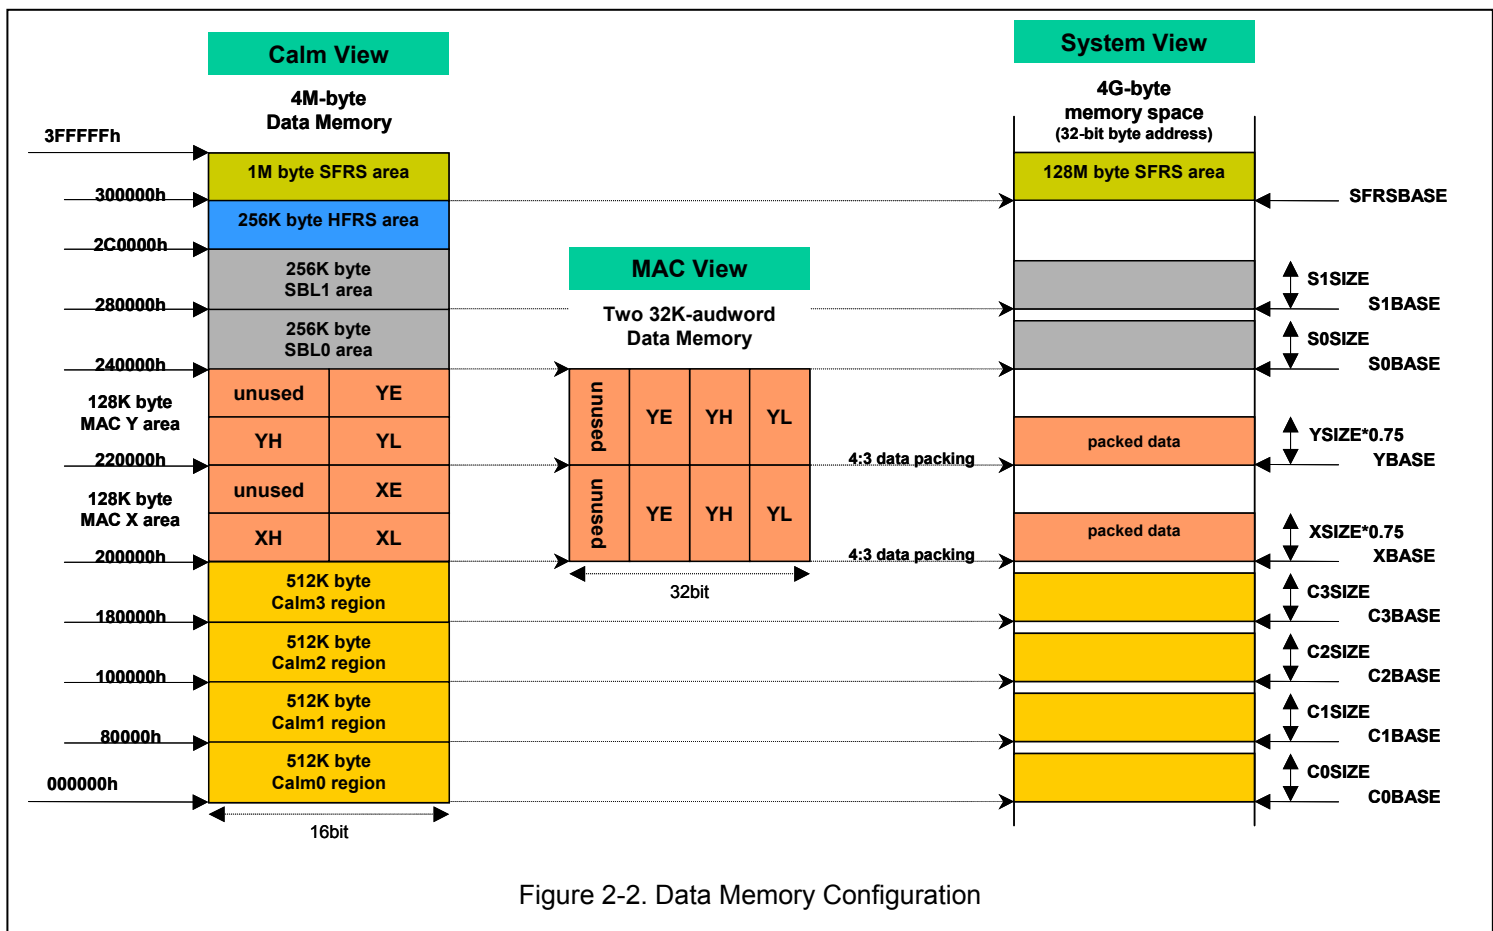 Calm View
4M-byte
Data Memory
3FFFFFh
1M byte SFRS area
300000h
256K byte HFRS area
2C0000h
256K byte
SBL1 area
280000h
256K byte
SBL0 area
240000h
unused YE
128K byte
MAC Y area
YH YL
220000h
unused XE
128K byte
MAC X area
XH XL
200000h
512K byte
Calm3 region
180000h
512K byte
Calm2 region
100000h
512K byte
Calm1 region
80000h
512K byte
Calm0 region
000000h
16bit
MAC View
Two 32K-audword
Data Memory
unused YE YH YL
unused YE YH YL
32bit
4:3 data packing
4:3 data packing
System View
4G-byte
memory space
(32-bit byte address)
128M byte SFRS area
SFRSBASE
S1SIZE
S1BASE
S0SIZE
S0BASE
packed data
YSIZE*0.75
YBASE
packed data
XSIZE*0.75
XBASE
C3SIZE
C3BASE
C2SIZE
C2BASE
C1SIZE
C1BASE
C0SIZE
C0BASE
Figure 2-2. Data Memory Configuration